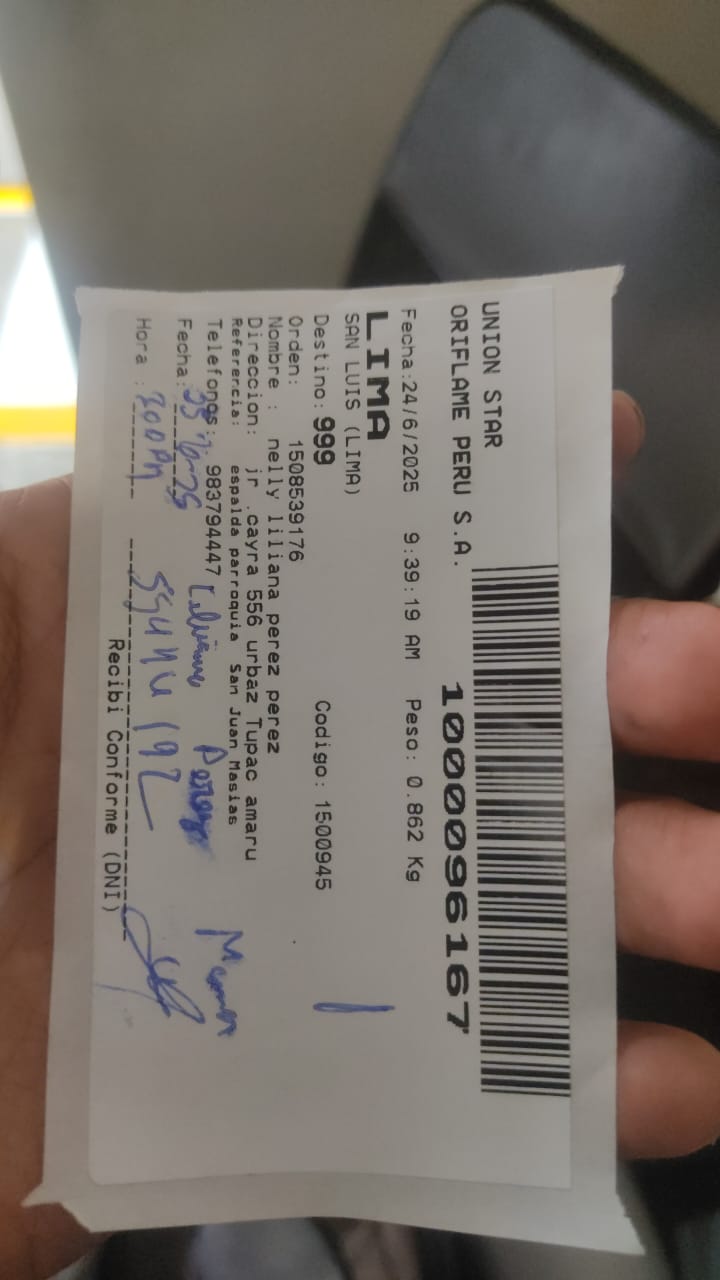 UNION STAR
ORIFLAME PERU S.A.
1000096167
Fecha:24/6/2025 9:39:19 AM Peso: 0.862 Kg
LIMA
SAN LUIS (LIMA)
Destino: 999 Codigo: 1500945
Orden: 1508539176
Nombre : nelly liliana perez perez
Direccion: jr .cayra 556 urbaz Tupac amaru
Referencia: espalda parroquia San Juan Masias
Telefonos: 983794447
Fecha:
Hora :
Recibi Conforme (DNI)